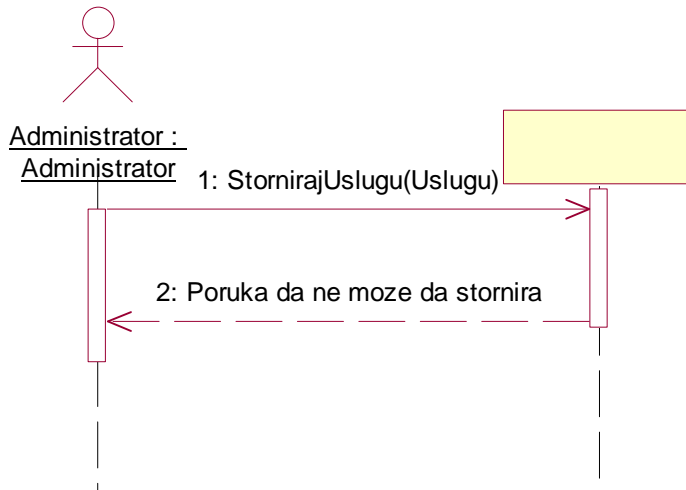 Administrator :
Administrator
1: StornirajUslugu(Uslugu)
2: Poruka da ne moze da stornira